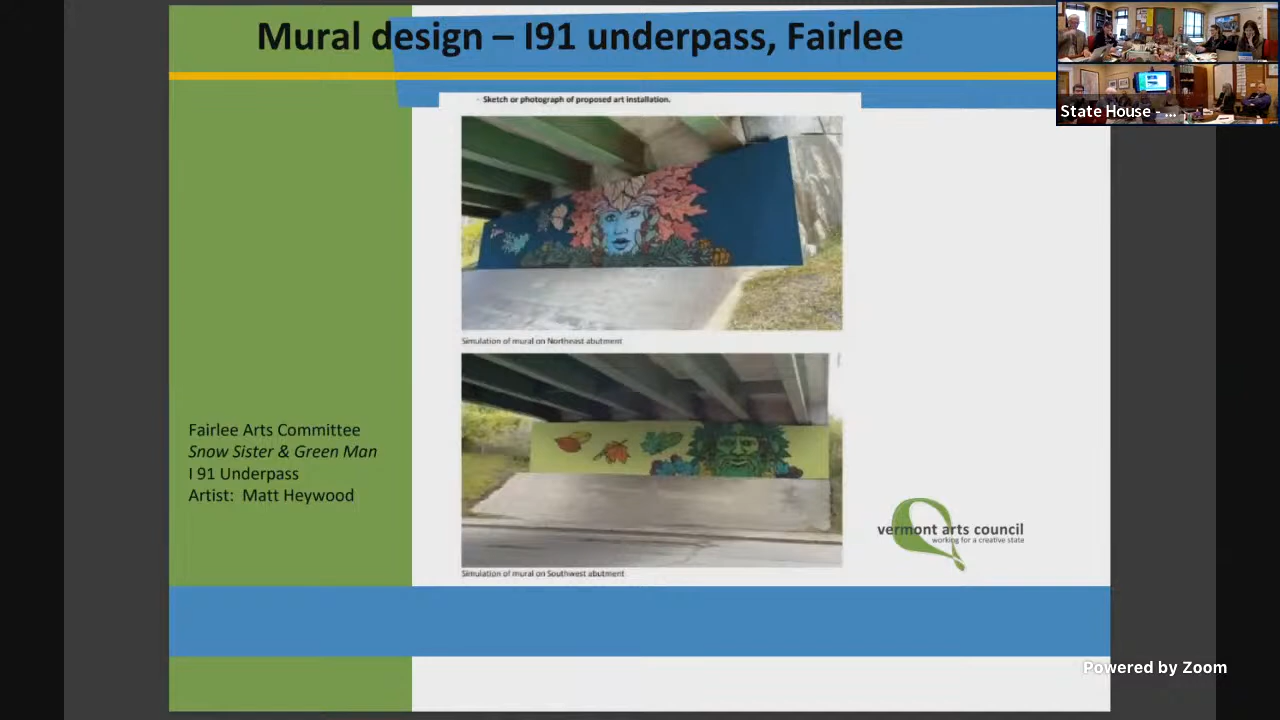 Mural design – I91 underpass, Fairlee
- Sketch or photograph of proposed art installation.
Simulation of mural on Northeast abutment
Simulation of mural on Southwest abutment
Fairlee Arts Committee
Snow Sister & Green Man
I 91 Underpass
Artist: Matt Heywood
vermont arts council
working for a creative state
State House - ...
Powered by Zoom